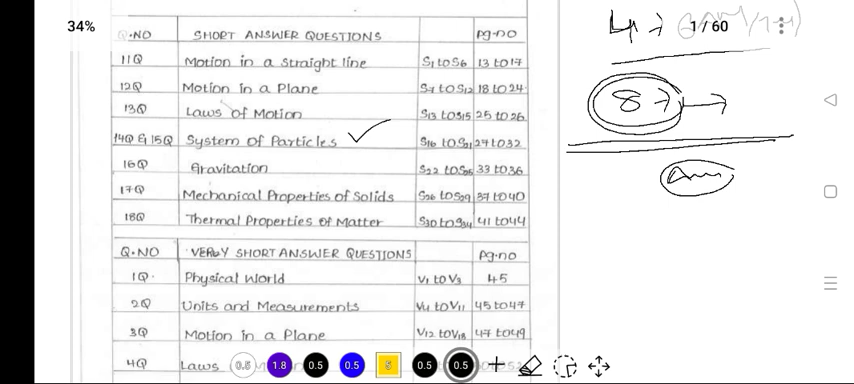 34%
1 / 60
Q.NO SHORT ANSWER QUESTIONS Pg.no
11Q Motion in a straight line S1 to S6 13 to 17
12Q Motion in a Plane S7 to S12 18 to 24
13Q Laws of Motion S13 to S15 25 to 26
14Q & 15Q System of Particles S16 to S21 27 to 32
16Q Gravitation S22 to S25 33 to 36
17Q Mechanical Properties of Solids S26 to S29 37 to 40
18Q Thermal Properties of Matter S30 to S34 41 to 44
Q.NO VERY SHORT ANSWER QUESTIONS Pg.no
1Q Physical World V1 to V3 45
2Q Units and Measurements V4 to V11 45 to 47
3Q Motion in a Plane V12 to V18 47 to 49
4Q Laws
0.5 1.8 0.5 0.5 5 0.5 0.5
8